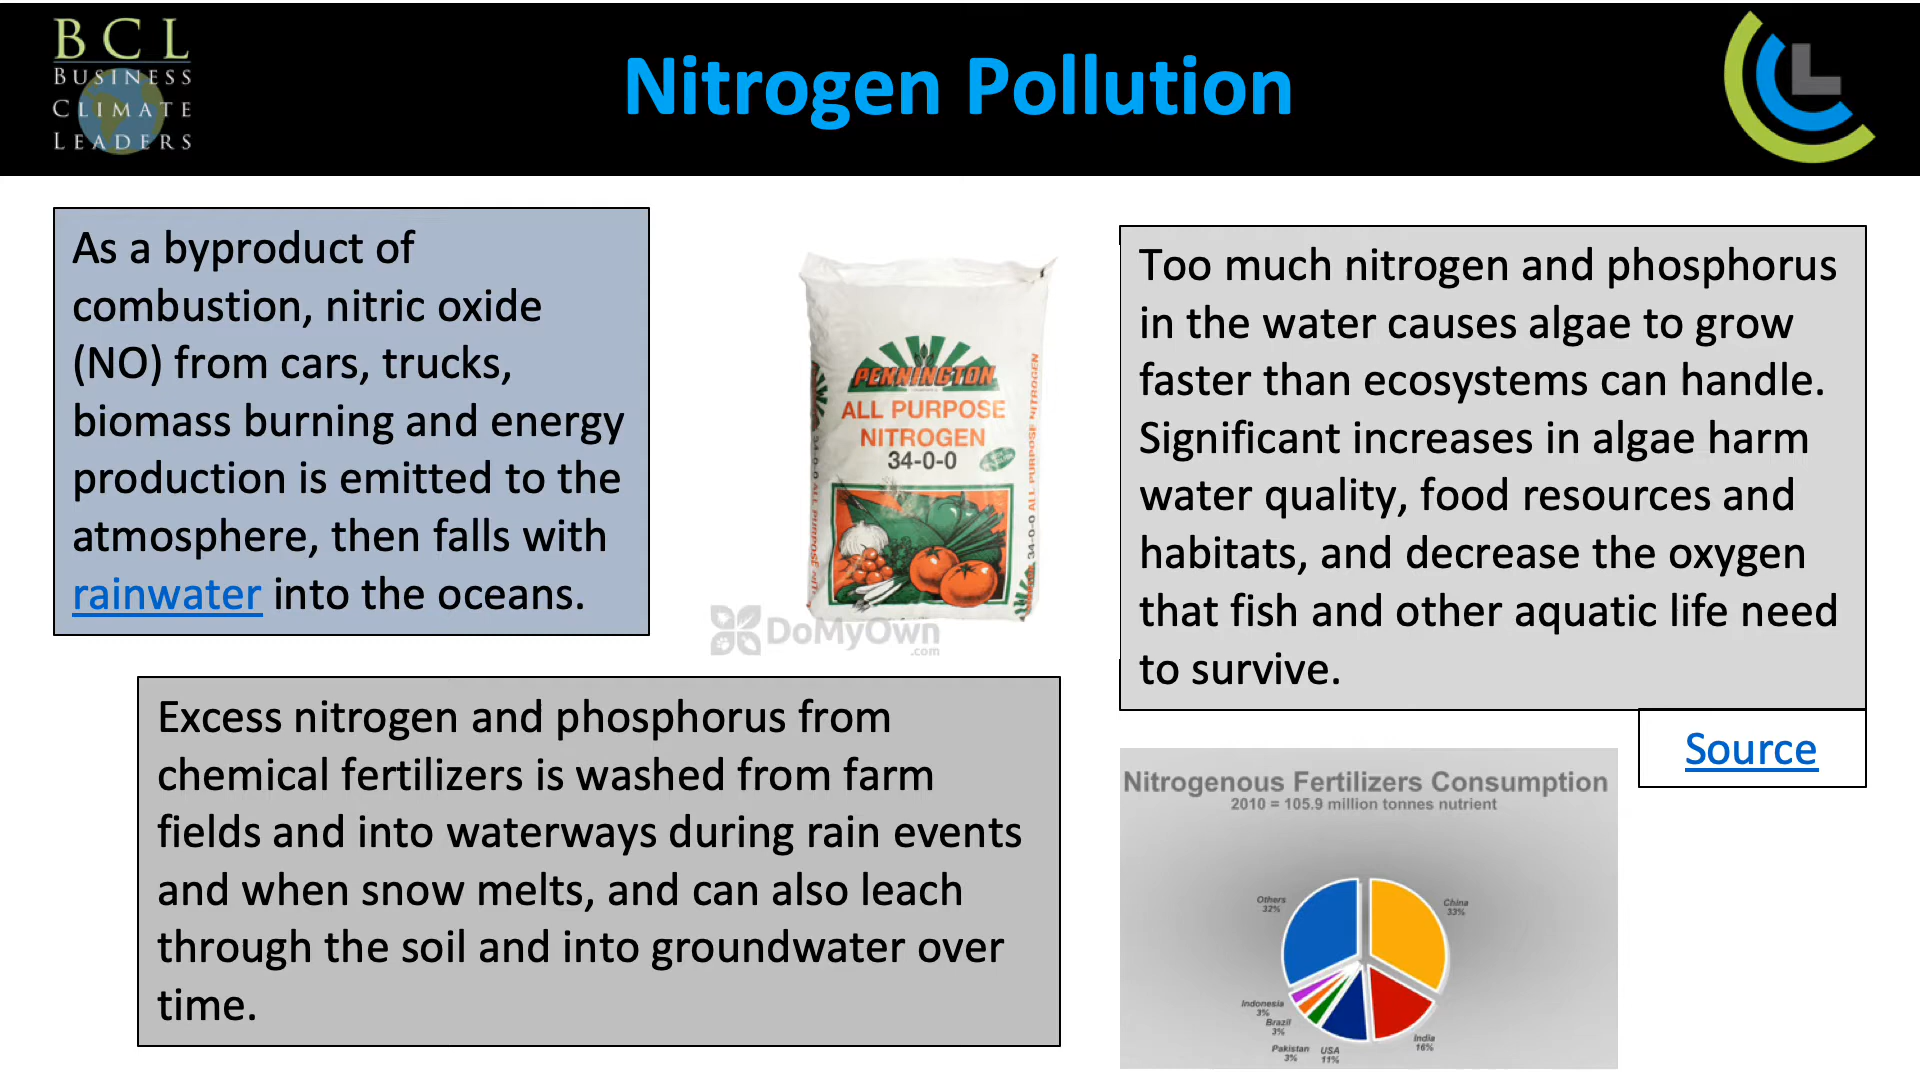 BCL
BUSINESS
CLIMATE
LEADERS
Nitrogen Pollution
As a byproduct of
combustion, nitric oxide
(NO) from cars, trucks,
biomass burning and energy
production is emitted to the
atmosphere, then falls with
rainwater into the oceans.
PENNINGTON
ALL PURPOSE
NITROGEN
34-0-0
ALL PURPOSE NITROGEN
34-0-0
DoMyOwn
.com
Too much nitrogen and phosphorus
in the water causes algae to grow
faster than ecosystems can handle.
Significant increases in algae harm
water quality, food resources and
habitats, and decrease the oxygen
that fish and other aquatic life need
to survive.
Source
Excess nitrogen and phosphorus from
chemical fertilizers is washed from farm
fields and into waterways during rain events
and when snow melts, and can also leach
through the soil and into groundwater over
time.
Nitrogenous Fertilizers Consumption
2010 = 105.9 million tonnes nutrient
Others
32%
China
33%
Indonesia
3%
Brazil
3%
Pakistan
3%
USA
11%
India
16%